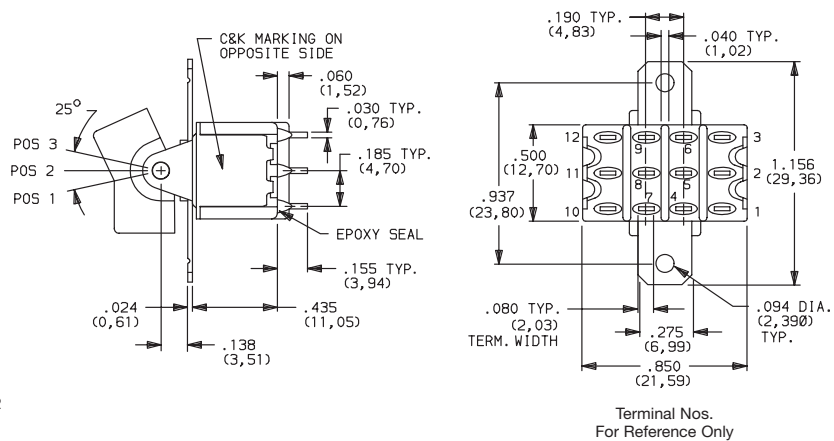 C&K MARKING ON
OPPOSITE SIDE
.060
(1,52)
.030 TYP.
(0,76)
25°
POS 3
POS 2
POS 1
.185 TYP.
(4,70)
EPOXY SEAL
.155 TYP.
(3,94)
.024
(0,61)
.435
(11,05)
.138
(3,51)
.190 TYP.
(4,83)
.040 TYP.
(1,02)
12
9
6
3
.500
(12,70)
11
8
5
2
1.156
(29,36)
.937
(23,80)
10
7
4
1
.080 TYP.
(2,03)
TERM. WIDTH
.275
(6,99)
.094 DIA.
(2,390)
TYP.
.850
(21,59)
Terminal Nos.
For Reference Only